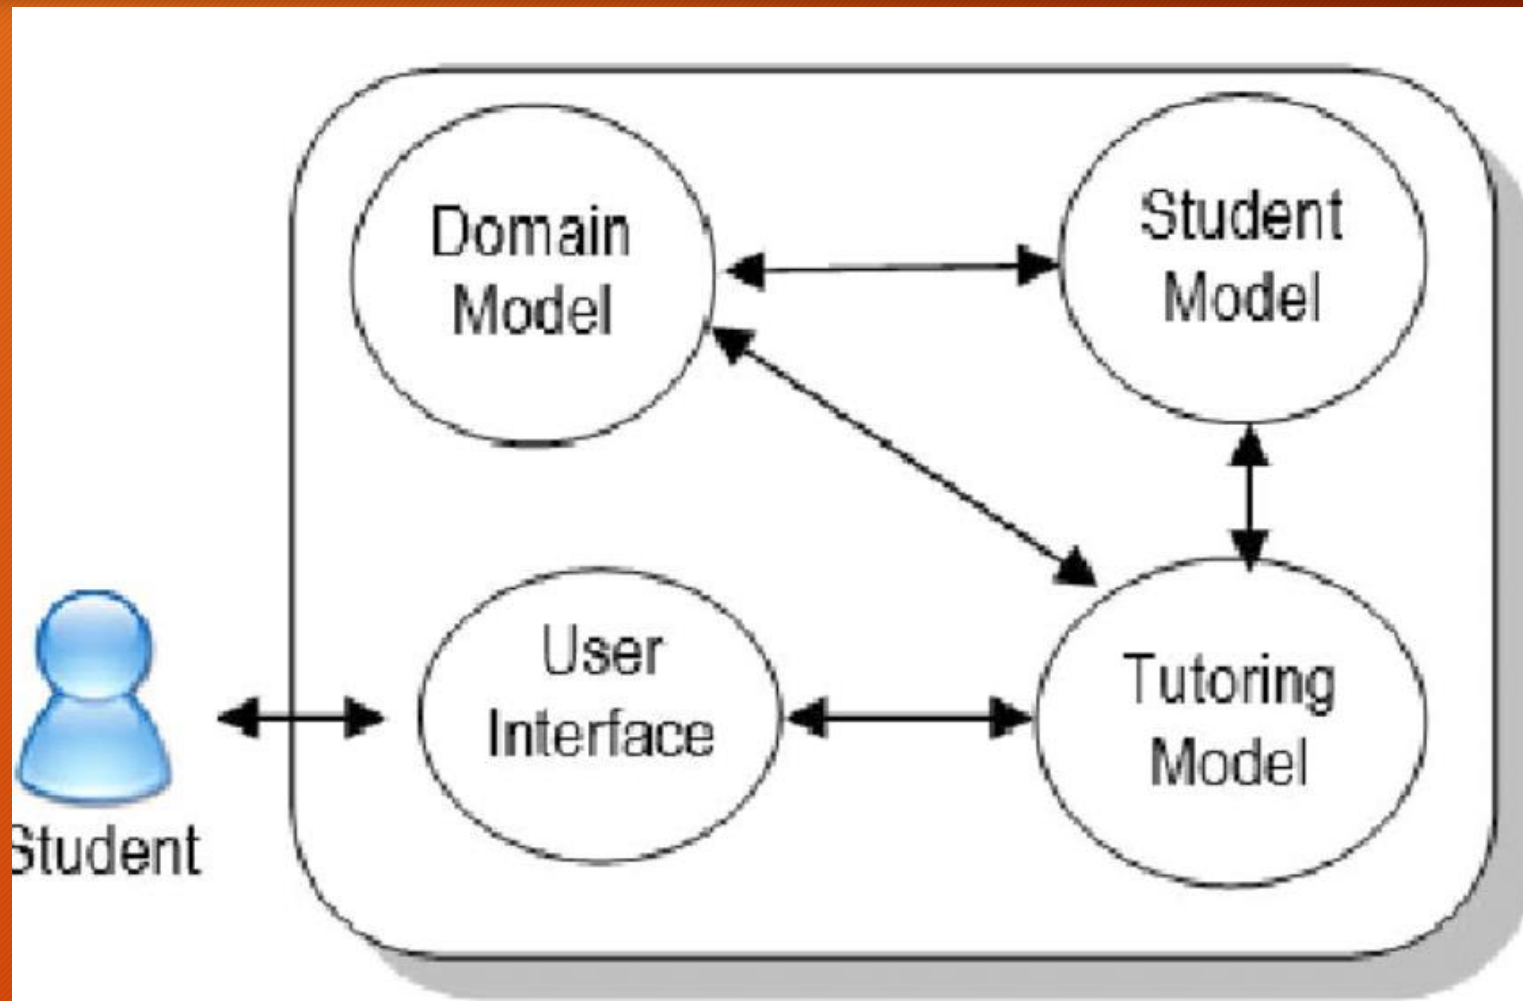 Domain
Model
Student
Model
User
Interface
Tutoring
Model
Student